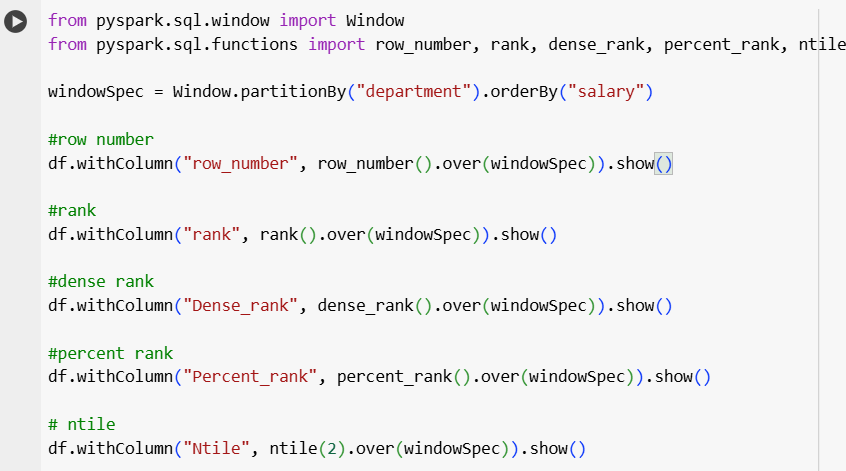 from pyspark.sql.window import Window
from pyspark.sql.functions import row_number, rank, dense_rank, percent_rank, ntile
windowSpec = Window.partitionBy("department").orderBy("salary")
#row number
df.withColumn("row_number", row_number().over(windowSpec)).show()
#rank
df.withColumn("rank", rank().over(windowSpec)).show()
#dense rank
df.withColumn("Dense_rank", dense_rank().over(windowSpec)).show()
#percent rank
df.withColumn("Percent_rank", percent_rank().over(windowSpec)).show()
# ntile
df.withColumn("Ntile", ntile(2).over(windowSpec)).show()